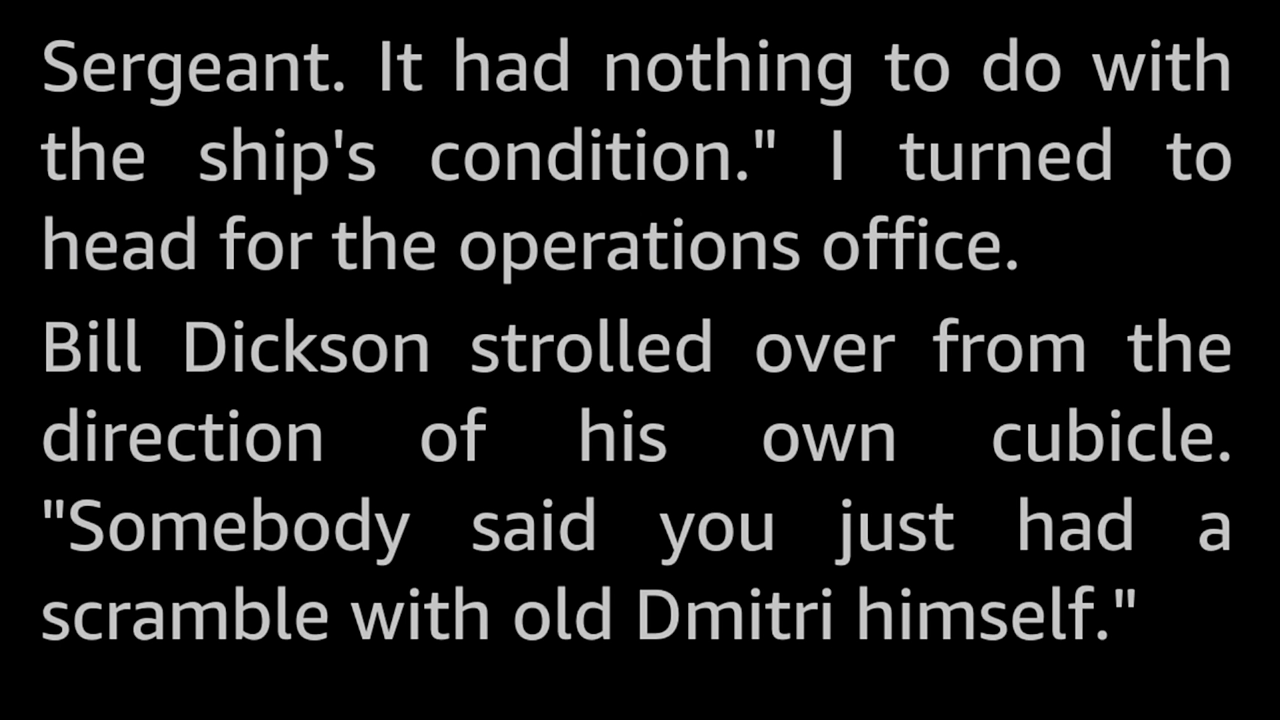 Sergeant. It had nothing to do with
the ship's condition." I turned to
head for the operations office.
Bill Dickson strolled over from the
direction of his own cubicle.
"Somebody said you just had a
scramble with old Dmitri himself."